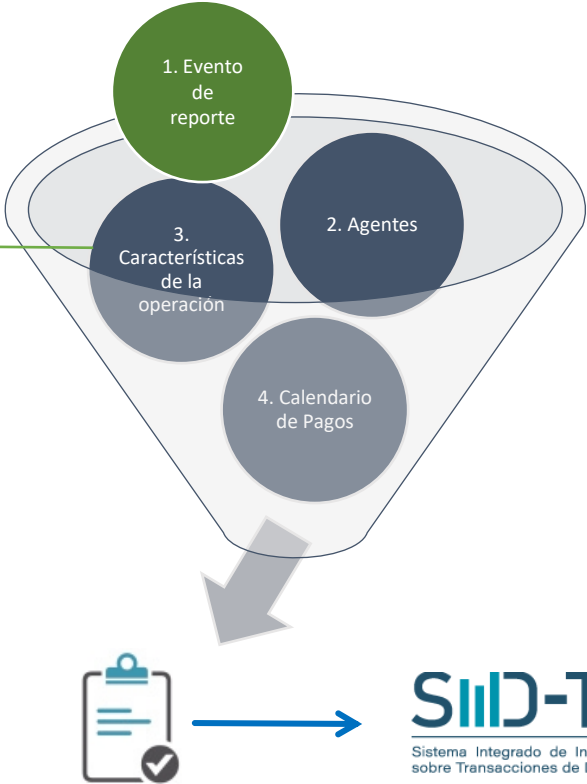 1. Evento
de
reporte
2. Agentes
3.
Características
de la
operación
4. Calendario
de Pagos
SIID-T
Sistema Integrado de In
sobre Transacciones de